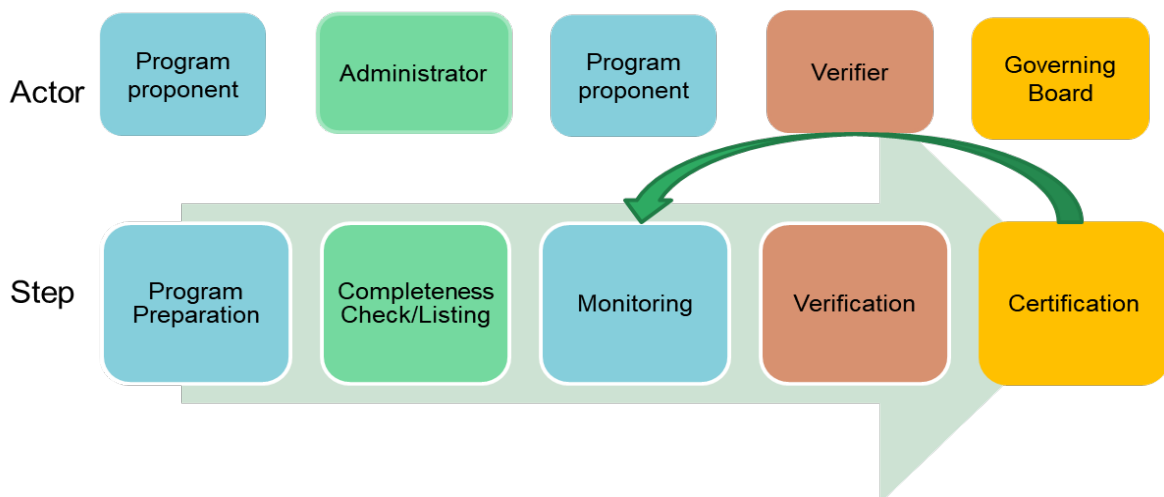 Actor
Program
proponent
Administrator
Program
proponent
Verifier
Governing
Board
Step
Program
Preparation
Completeness
Check/Listing
Monitoring
Verification
Certification